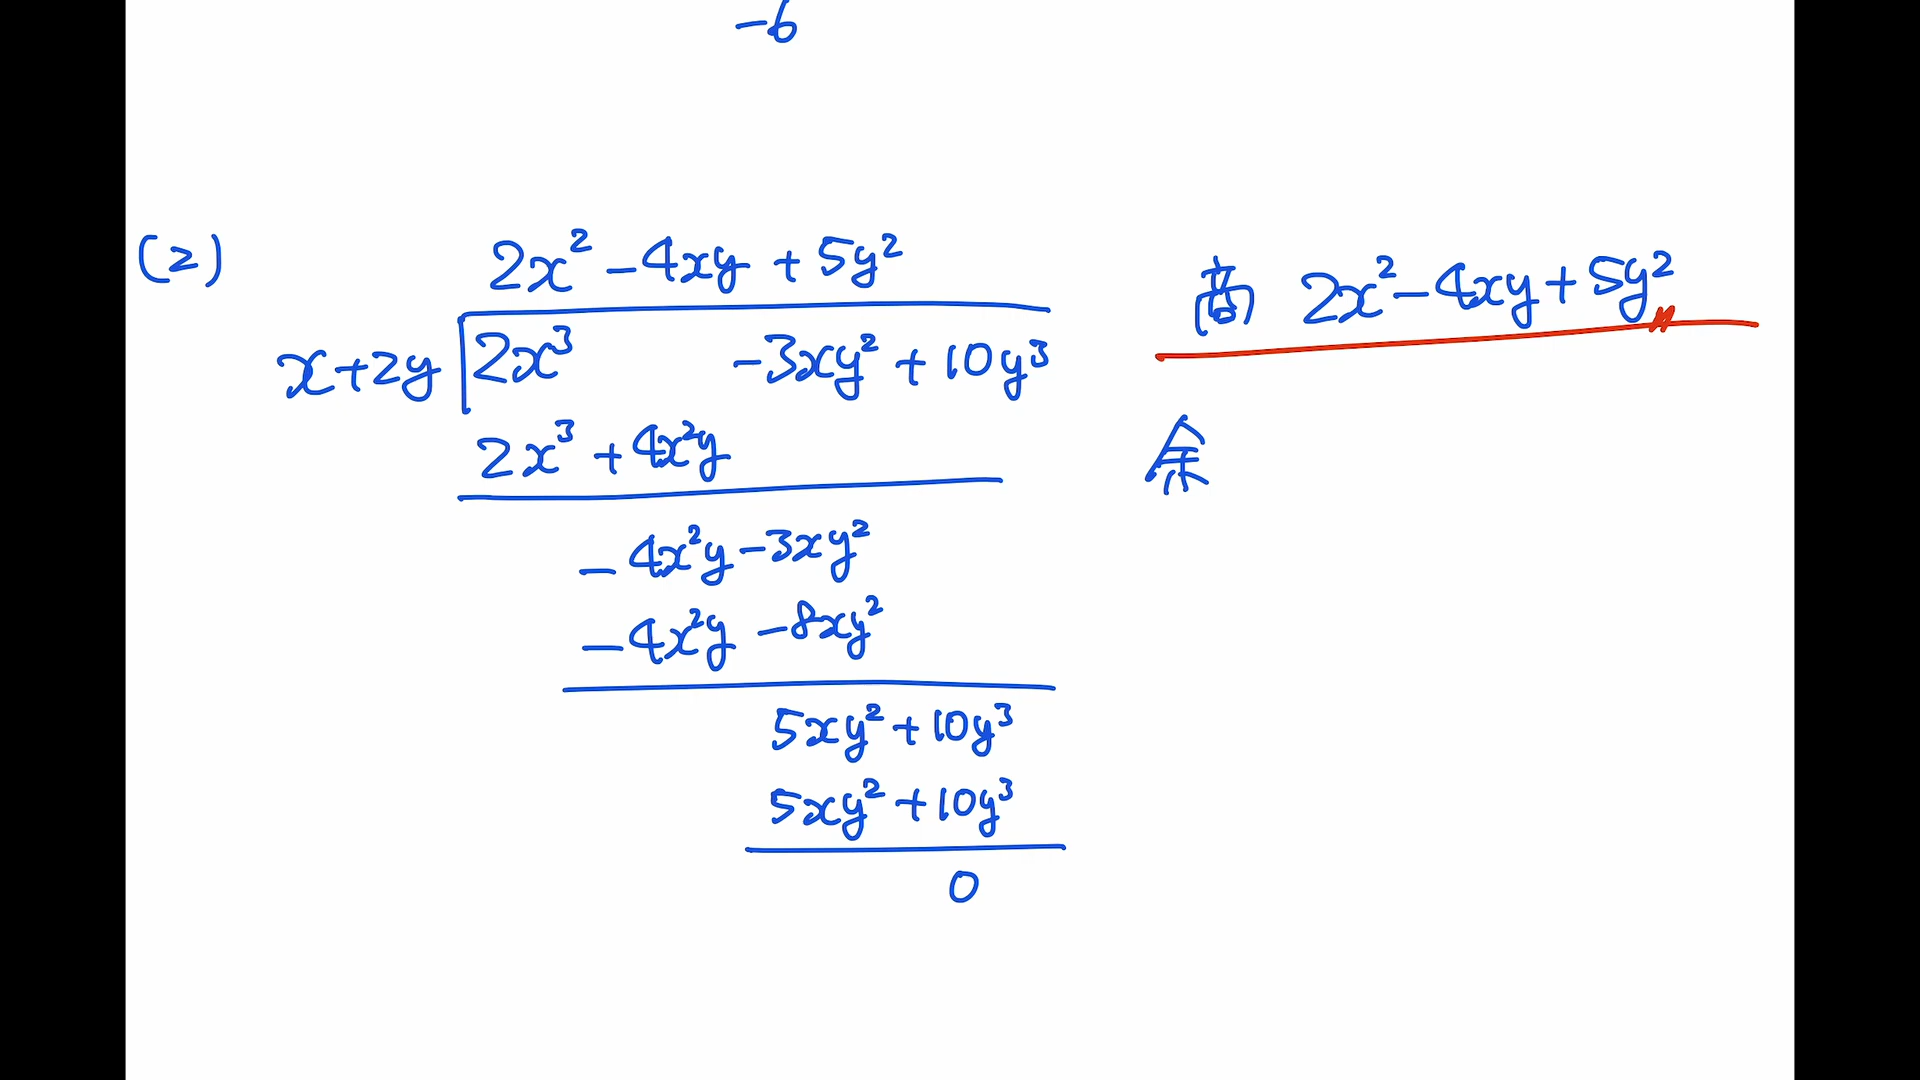 -6
(2)
2x² - 4xy + 5y²
x+2y 2x³ -3xy² + 10y³
2x³ + 4x²y
- 4x²y - 3xy²
- 4x²y - 8xy²
5xy² + 10y³
5xy² + 10y³
0
商 2x² - 4xy + 5y²
余